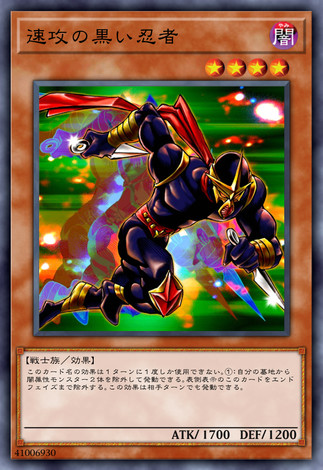 速攻の黒い忍者
闇
やみ
【戦士族／効果】
このカード名の効果は１ターンに１度しか使用できない。①：自分の墓地から
闇属性モンスター２体を除外して発動できる。表側表示のこのカードをエンド
フェイズまで除外する。この効果は相手ターンでも発動できる。
ATK/1700 DEF/1200
41006930